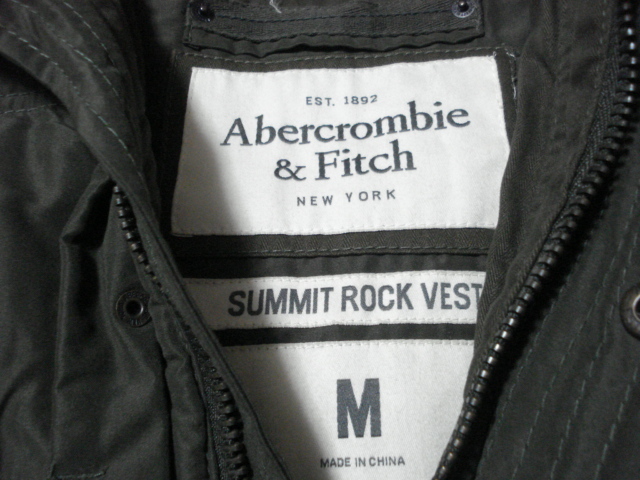 EST. 1892
Abercrombie
& Fitch
NEW YORK
SUMMIT ROCK VEST
M
MADE IN CHINA